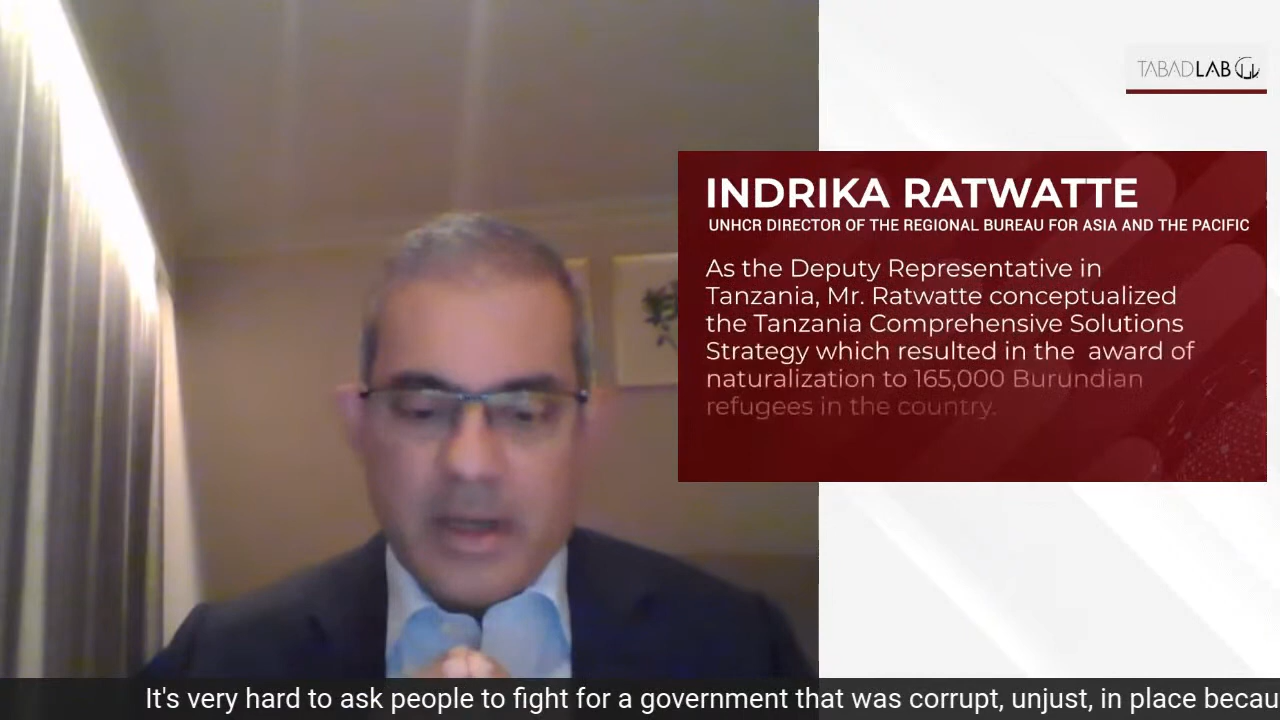 TABADLAB
INDRIKA RATWATTE
UNHCR DIRECTOR OF THE REGIONAL BUREAU FOR ASIA AND THE PACIFIC
As the Deputy Representative in
Tanzania, Mr. Ratwatte conceptualized
the Tanzania Comprehensive Solutions
Strategy which resulted in the award of
naturalization to 165,000 Burundian
refugees in the country.
It's very hard to ask people to fight for a government that was corrupt, unjust, in place becau